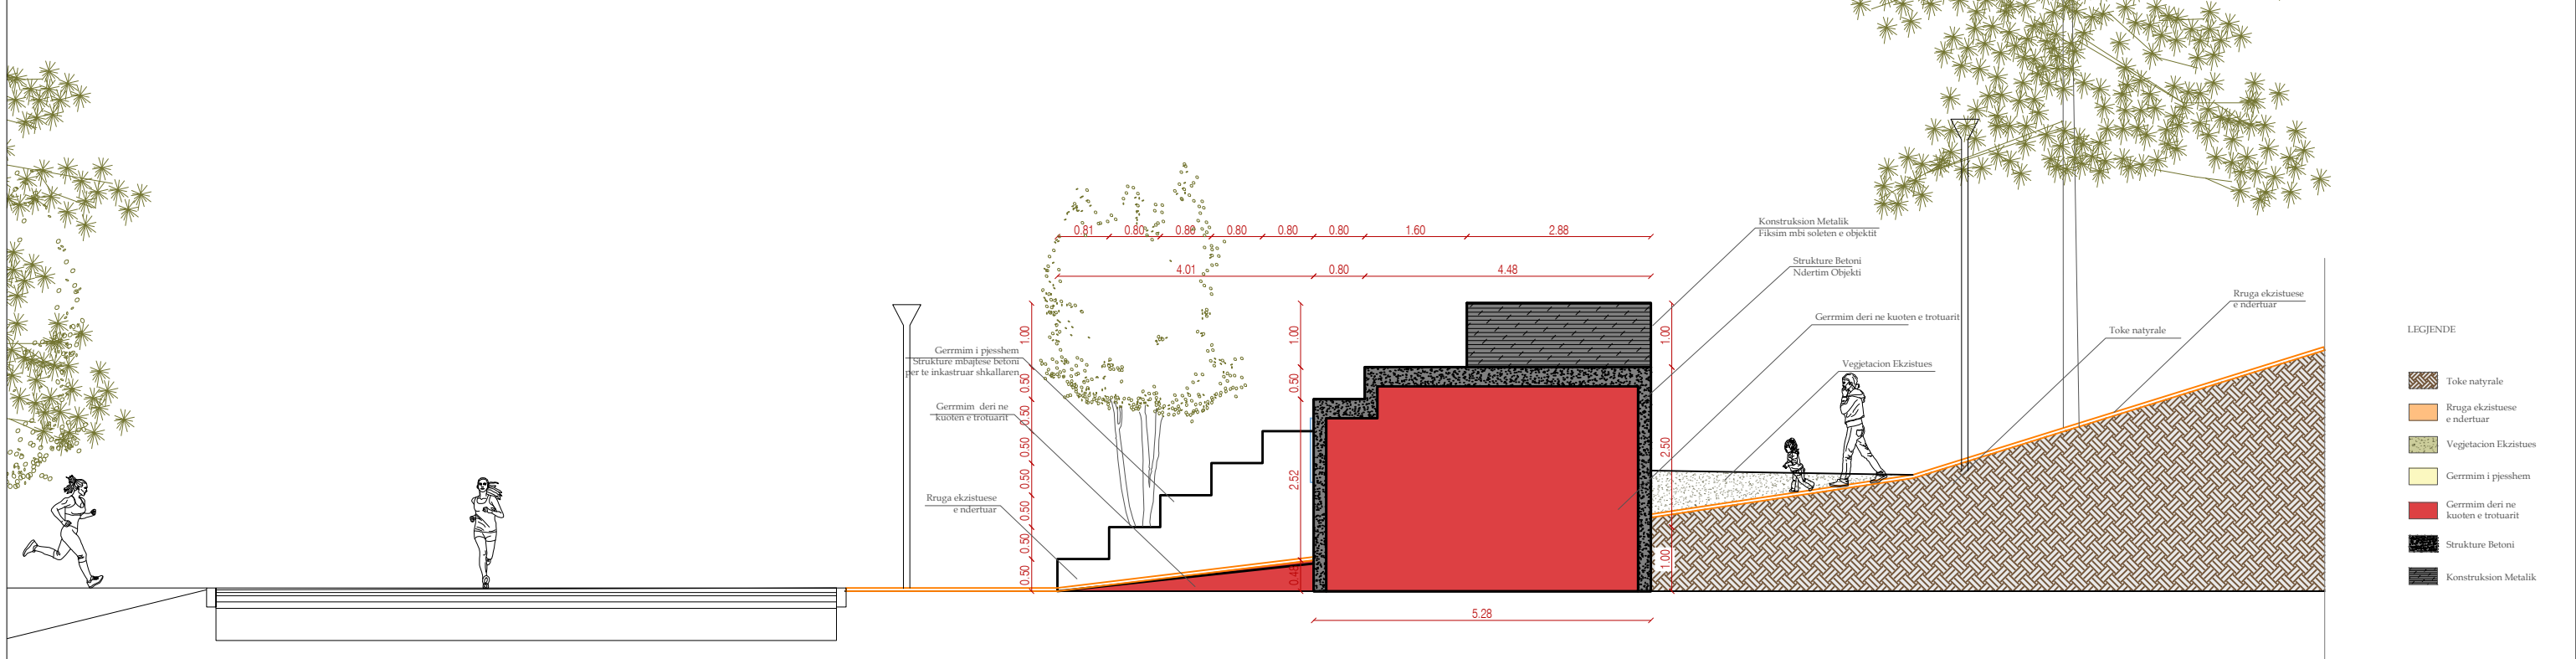 0.81 0.80 0.80 0.80 0.80 0.80 1.60 2.88
4.01 0.80 4.48
1.00
0.50
0.50
0.50
0.50
0.50
0.50
0.50
1.00
0.50
2.52
0.48
1.00
2.50
1.00
5.28
Gerrmim i pjesshem
Strukture mbajtese betoni
per te inkastruar shkallaren
Gerrmim deri ne
kuoten e trotuarit
Rruga ekzistuese
e ndertuar
Konstruksion Metalik
Fiksim mbi soleten e objektit
Strukture Betoni
Ndertim Objekti
Gerrmim deri ne kuoten e trotuarit
Vegjetacion Ekzistues
Toke natyrale
Rruga ekzistuese
e ndertuar
LEGJENDE
Toke natyrale
Rruga ekzistuese
e ndertuar
Vegjetacion Ekzistues
Gerrmim i pjesshem
Gerrmim deri ne
kuoten e trotuarit
Strukture Betoni
Konstruksion Metalik